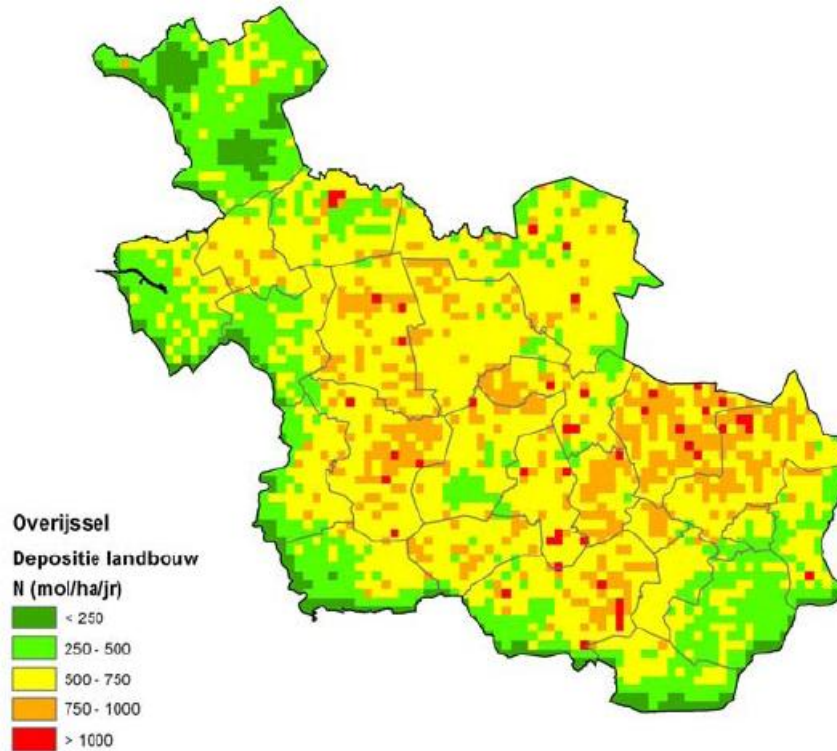 Overijssel
Depositie landbouw
N (mol/ha/jr)
< 250
250 - 500
500 - 750
750 - 1000
> 1000